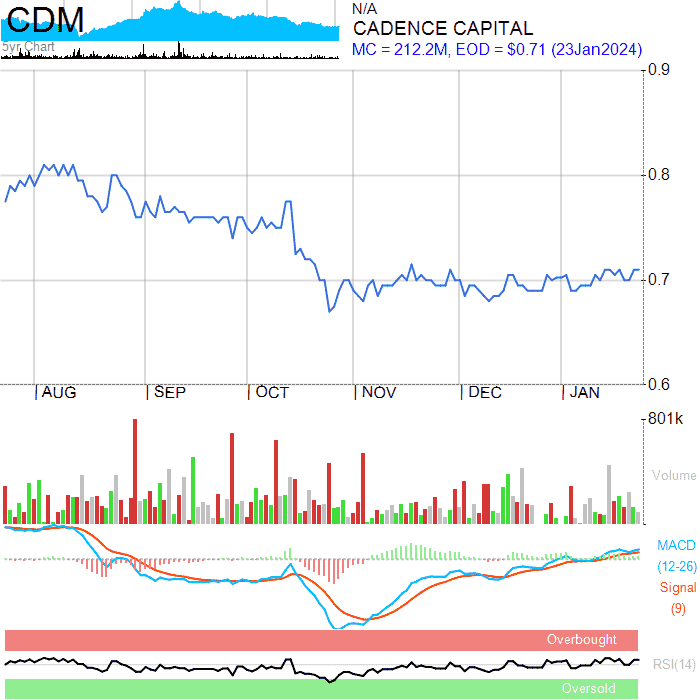 CDM
5yr Chart
N/A
CADENCE CAPITAL
MC = 212.2M, EOD = $0.71 (23Jan2024)
0.9
0.8
0.7
0.6
AUG SEP OCT NOV DEC JAN
801k
Volume
MACD
(12-26)
Signal
(9)
Overbought
RSI(14)
Oversold